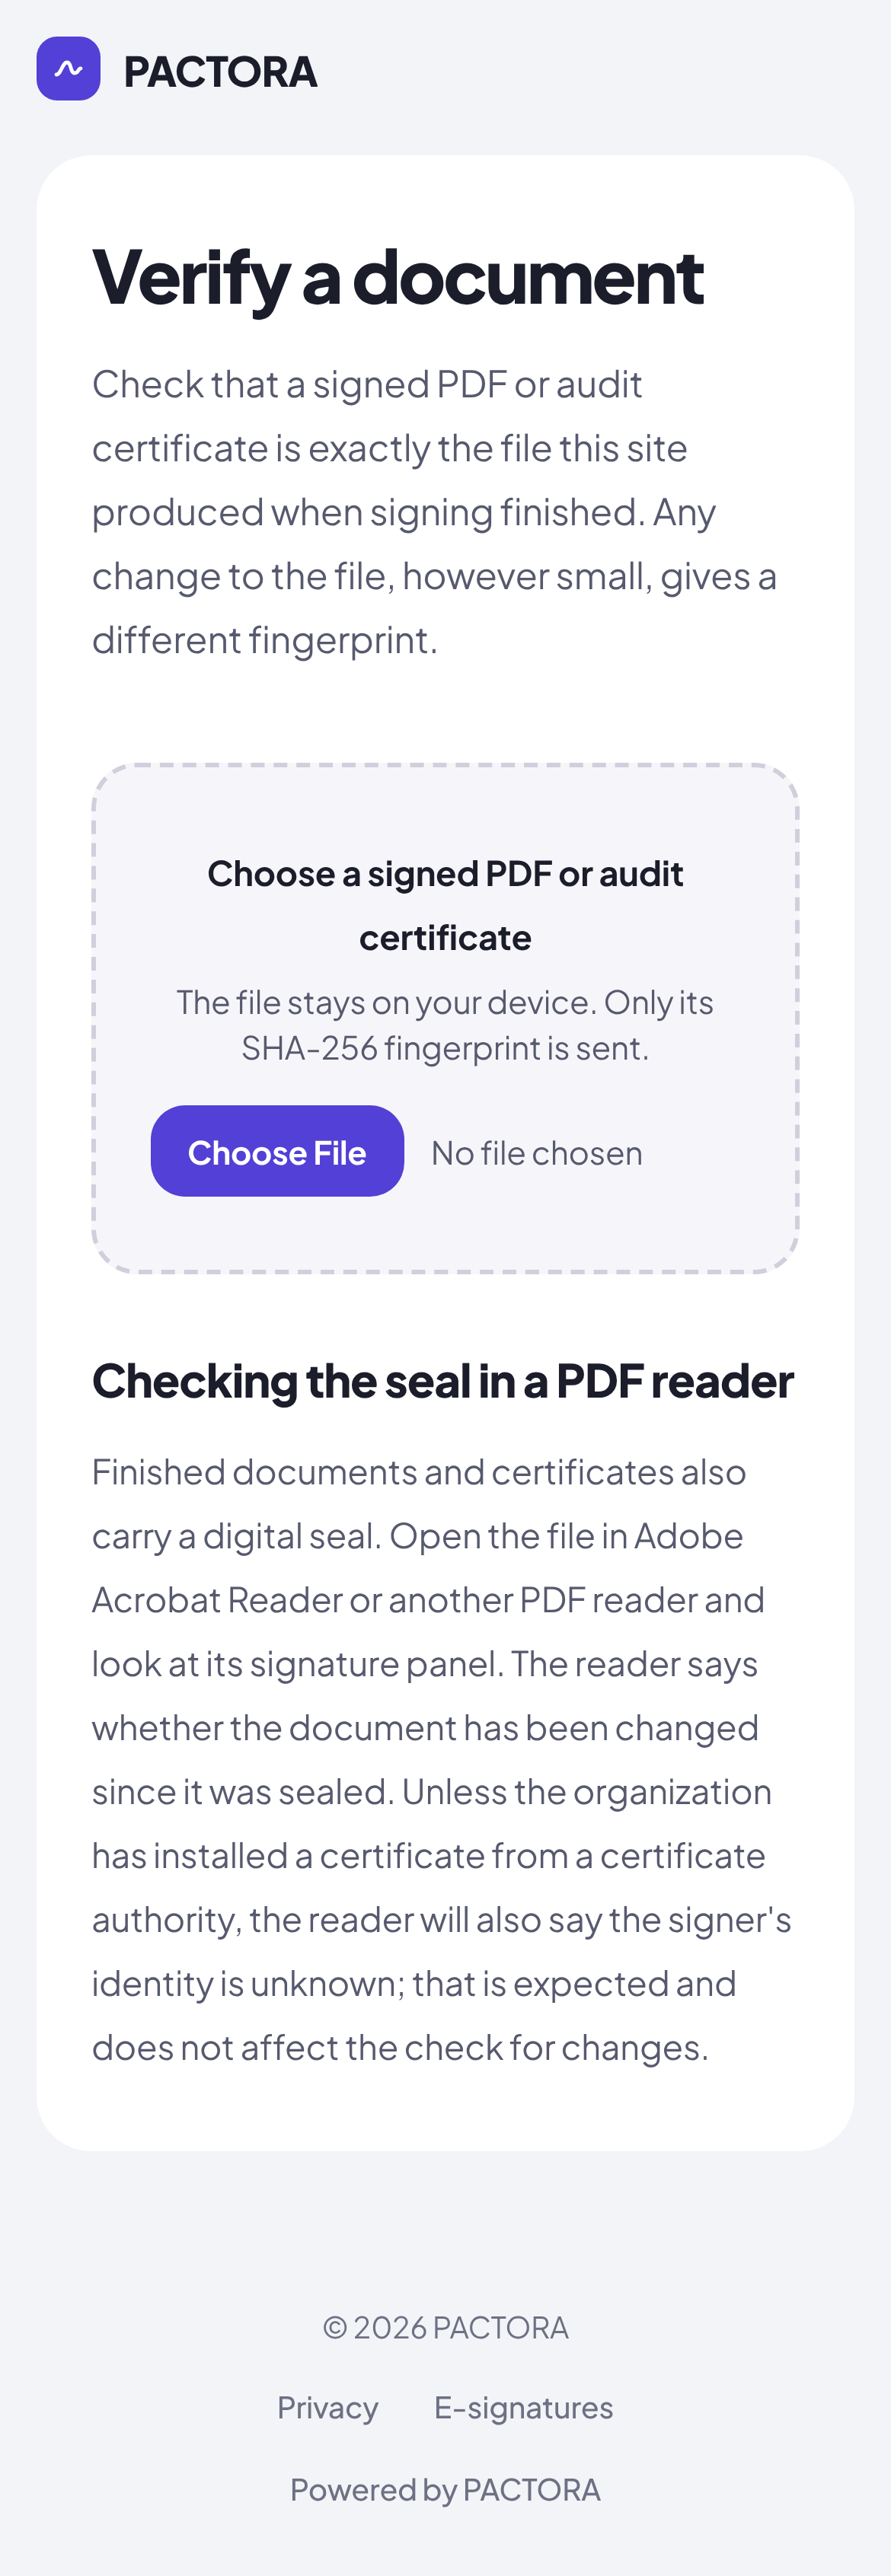 PACTORA
Verify a document
Check that a signed PDF or audit
certificate is exactly the file this site
produced when signing finished. Any
change to the file, however small, gives a
different fingerprint.
Choose a signed PDF or audit
certificate
The file stays on your device. Only its
SHA-256 fingerprint is sent.
Choose File No file chosen
Checking the seal in a PDF reader
Finished documents and certificates also
carry a digital seal. Open the file in Adobe
Acrobat Reader or another PDF reader and
look at its signature panel. The reader says
whether the document has been changed
since it was sealed. Unless the organization
has installed a certificate from a certificate
authority, the reader will also say the signer's
identity is unknown; that is expected and
does not affect the check for changes.
© 2026 PACTORA
Privacy E-signatures
Powered by PACTORA